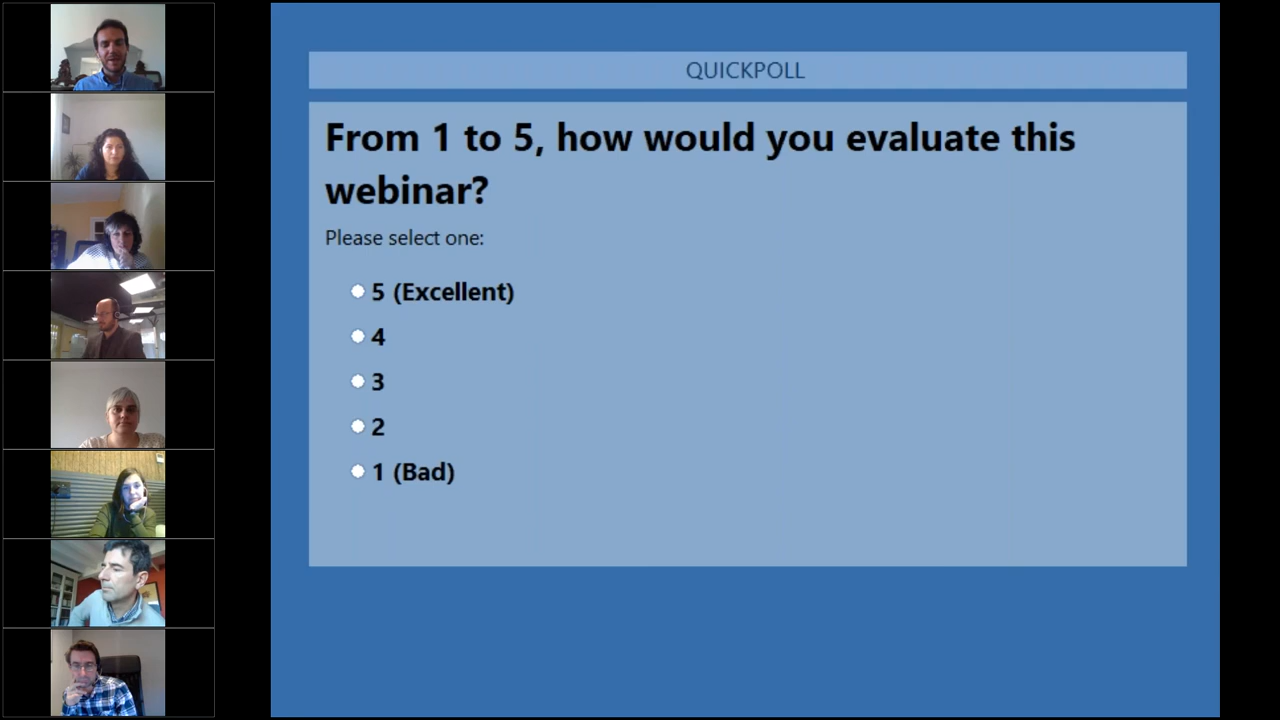 QUICKPOLL
From 1 to 5, how would you evaluate this
webinar?
Please select one:
5 (Excellent)
4
3
2
1 (Bad)